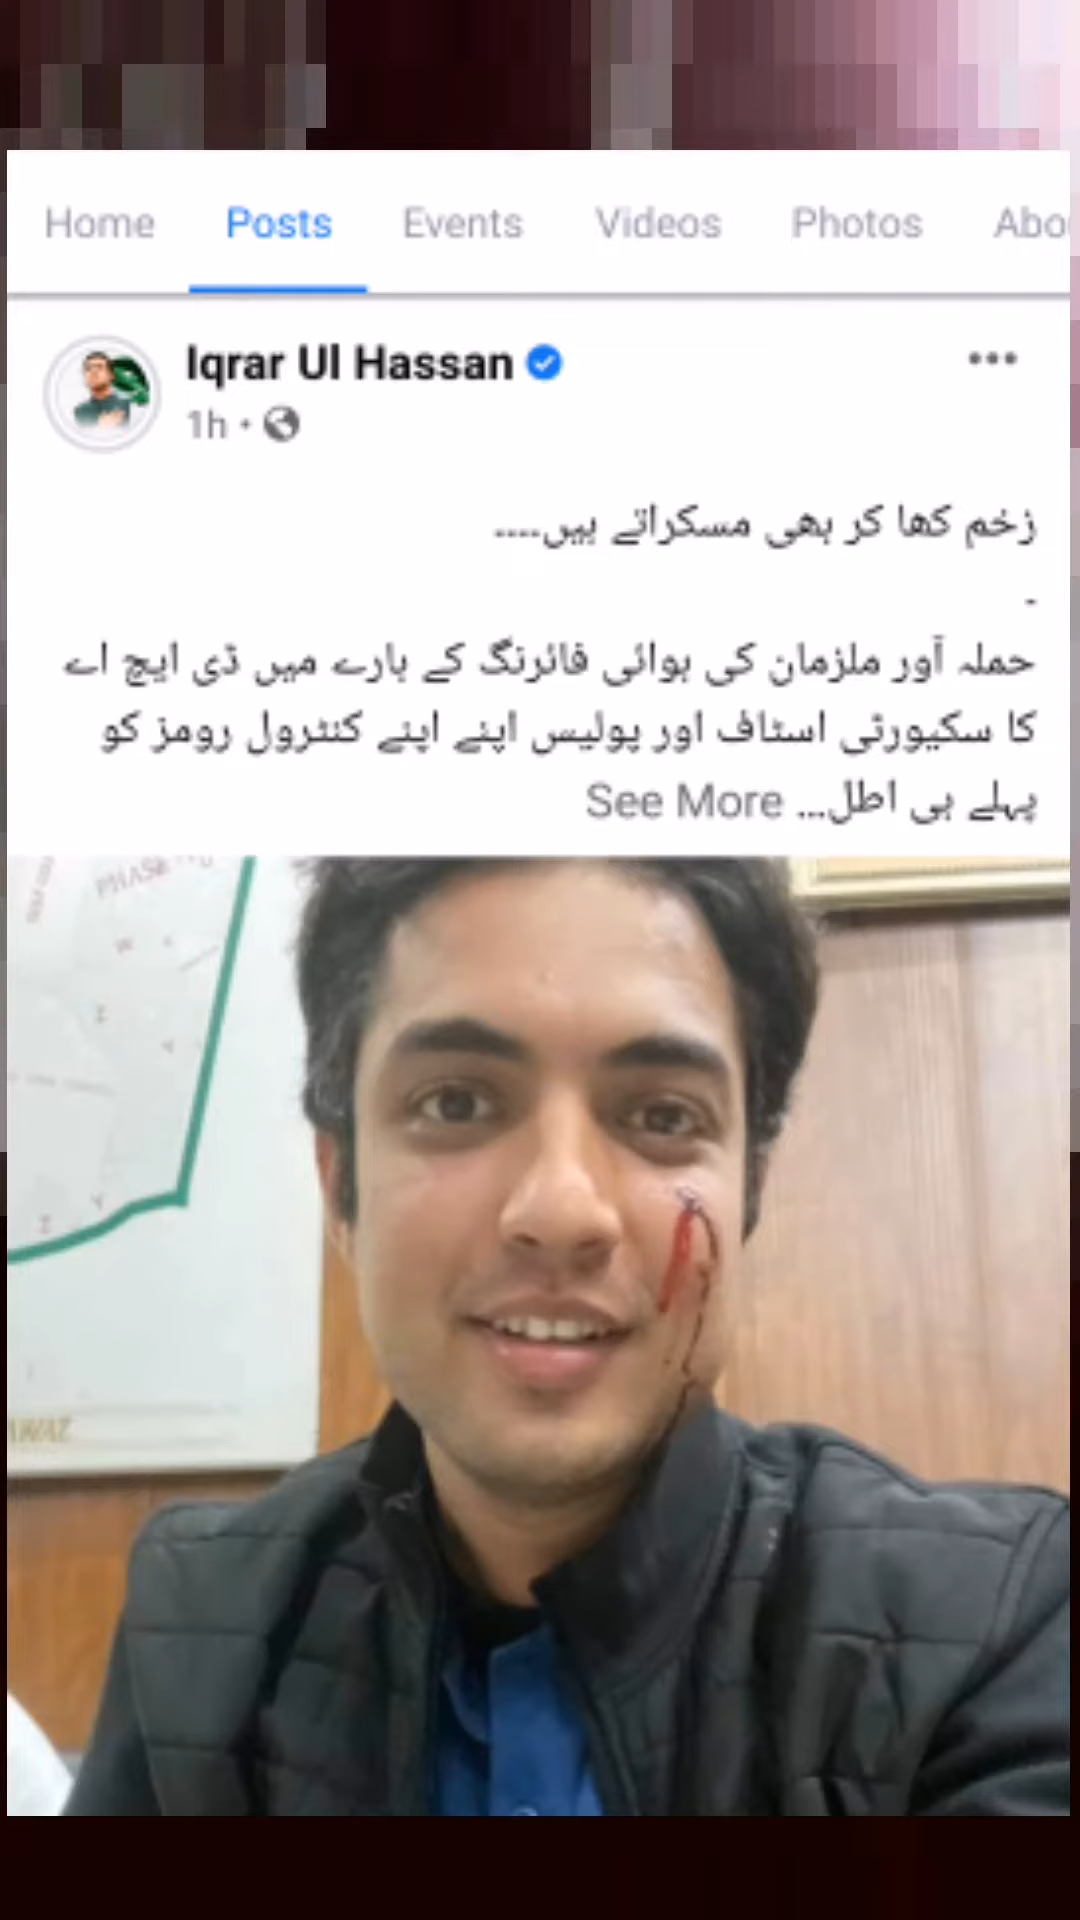 Home Posts Events Videos Photos Abo
Iqrar Ul Hassan
1h
زخم کھا کر بھی مسکراتے ہیں۔۔۔۔
-
حملہ آور ملزمان کی ہوائی فائرنگ کے بارے میں ڈی ایچ اے
کا سکیورٹی اسٹاف اور پولیس اپنے اپنے کنٹرول رومز کو
پہلے ہی اطل... See More
PHASE